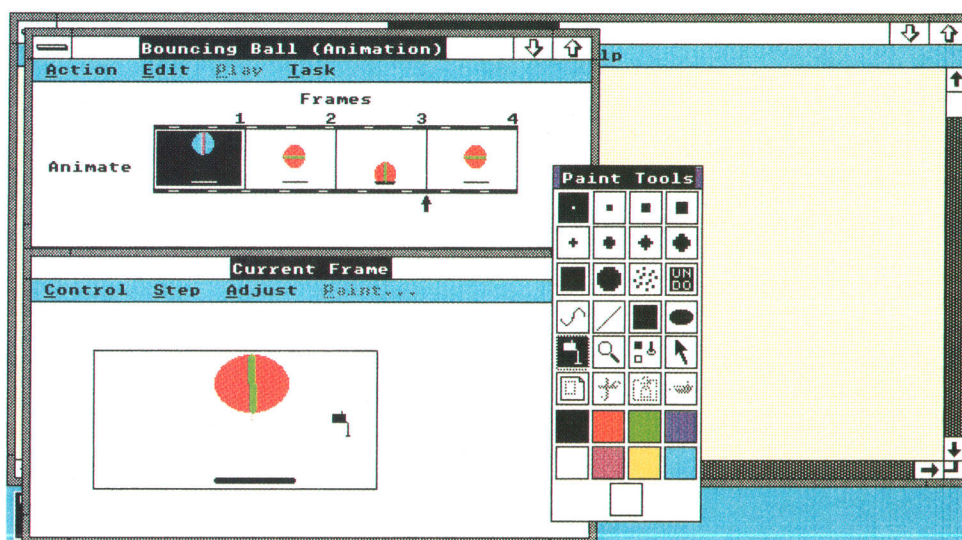 Bouncing Ball (Animation)
lp
Action Edit Play Task
Frames
1 2 3 4
Animate
Paint Tools
UN
DO
Current Frame
Control Step Adjust Paint...